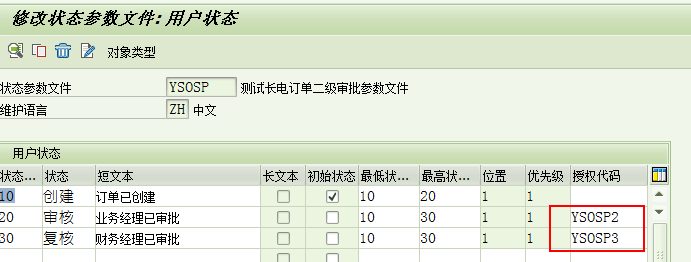 修改状态参数文件:用户状态
对象类型
状态参数文件 YSOSP 测试长电订单二级审批参数文件
维护语言 ZH 中文
用户状态
状态... 状态 短文本 长文本 初始状态 最低状... 最高状... 位置 优先级 授权代码
10 创建 订单已创建 10 20 1 1
20 审核 业务经理已审批 10 30 1 1 YSOSP2
30 复核 财务经理已审批 10 30 1 1 YSOSP3